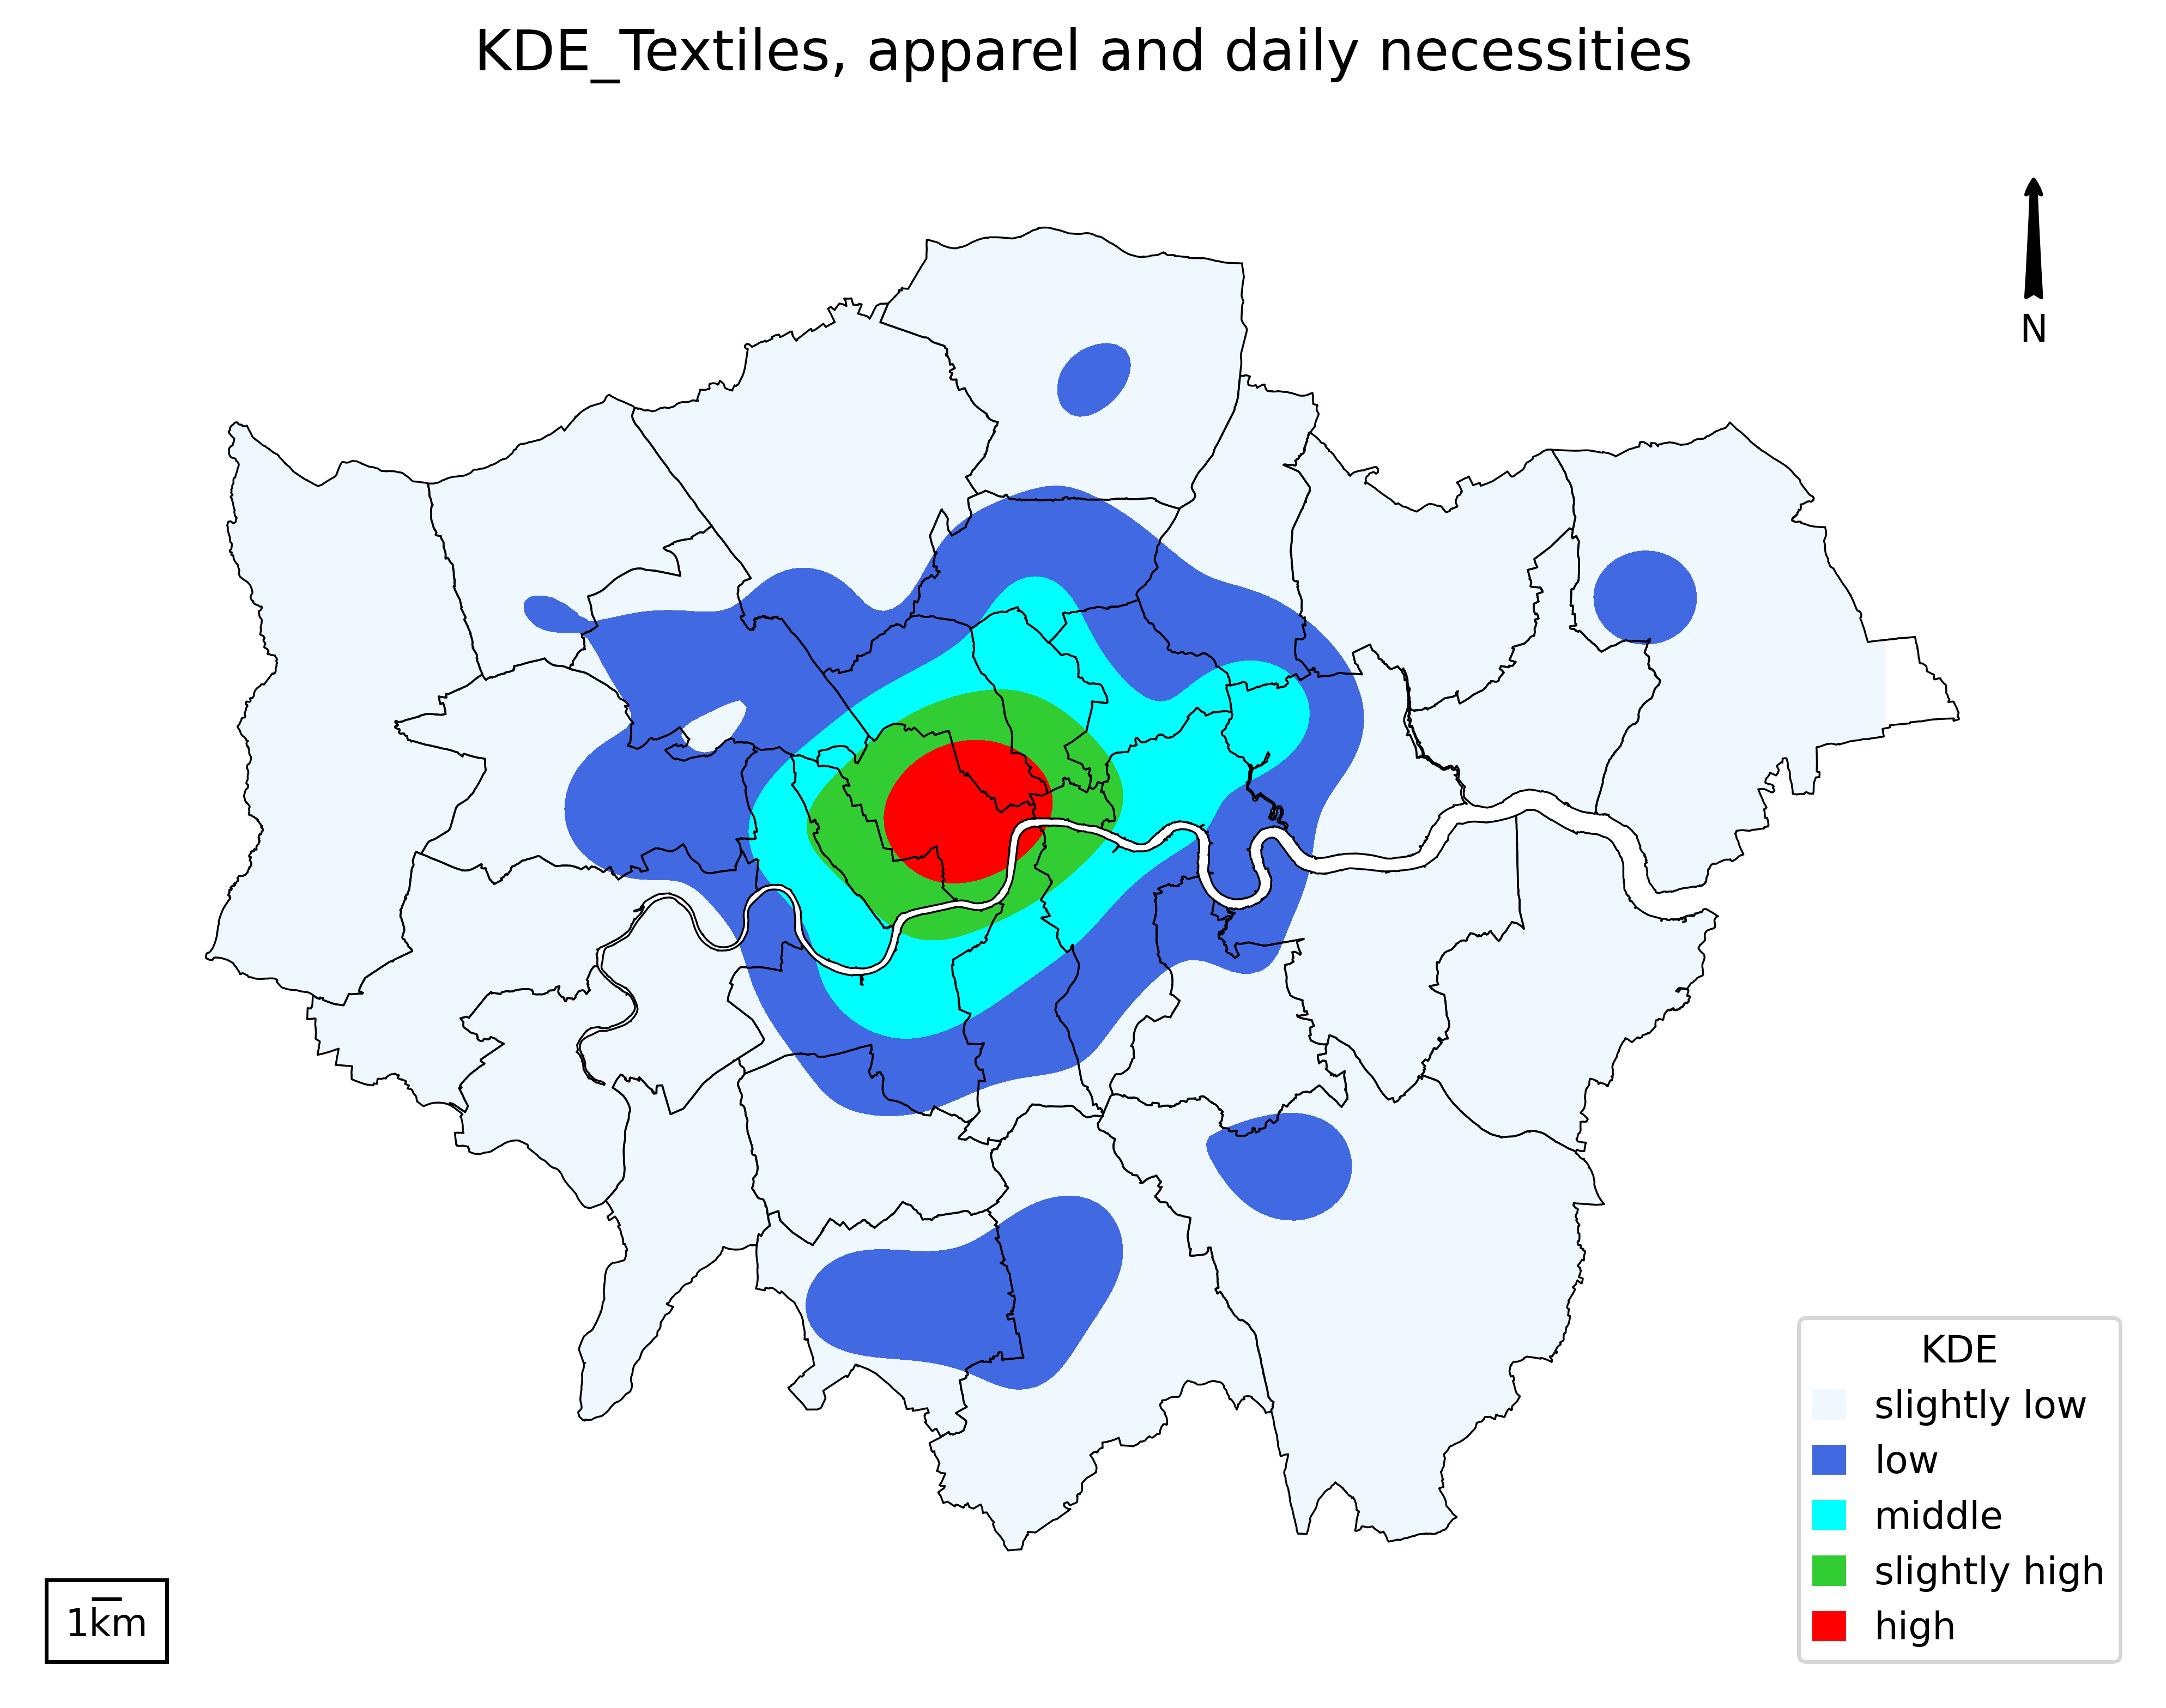 KDE_Textiles, apparel and daily necessities
N
KDE
slightly low
low
middle
slightly high
high
1km